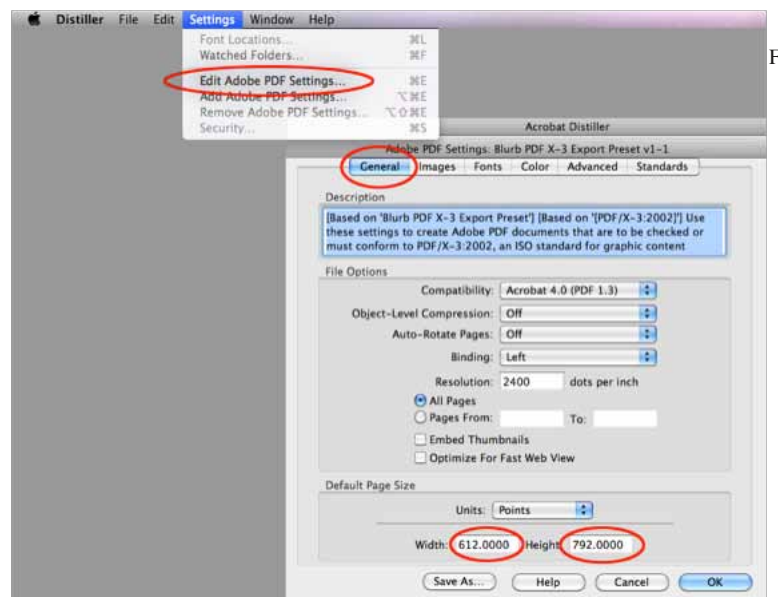 Distiller File Edit Settings Window Help
Font Locations... ⌘L
Watched Folders... ⌘F
Edit Adobe PDF Settings... ⌘E
Add Adobe PDF Settings... ⌥⌘E
Remove Adobe PDF Settings... ⌥⇧⌘E
Security... ⌘S
F
Acrobat Distiller
Adobe PDF Settings: Blurb PDF X-3 Export Preset v1-1
General Images Fonts Color Advanced Standards
Description
[Based on 'Blurb PDF X-3 Export Preset'] [Based on '[PDF/X-3:2002]'] Use
these settings to create Adobe PDF documents that are to be checked or
must conform to PDF/X-3:2002, an ISO standard for graphic content
File Options
Compatibility: Acrobat 4.0 (PDF 1.3)
Object-Level Compression: Off
Auto-Rotate Pages: Off
Binding: Left
Resolution: 2400 dots per inch
All Pages
Pages From: To:
Embed Thumbnails
Optimize For Fast Web View
Default Page Size
Units: Points
Width: 612.0000 Height: 792.0000
Save As... Help Cancel OK